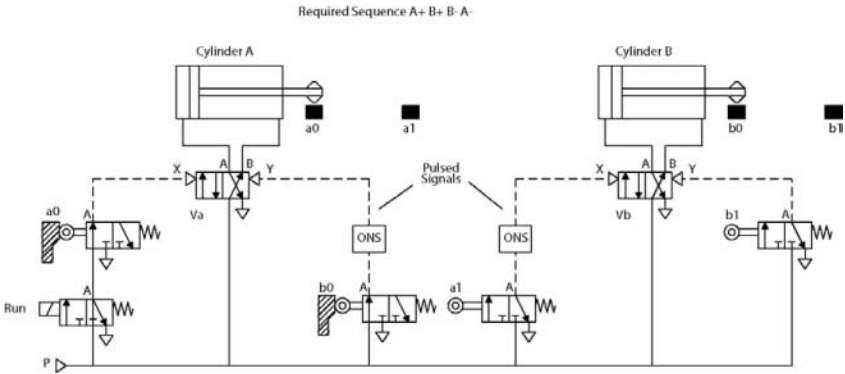 Required Sequence A+ B+ B- A-
Cylinder A
Cylinder B
a0
a1
b0
b1
X
A
B
Y
Pulsed
Signals
X
A
B
Y
a0
A
Va
Vb
b1
A
ONS
ONS
Run
A
b0
A
a1
A
P